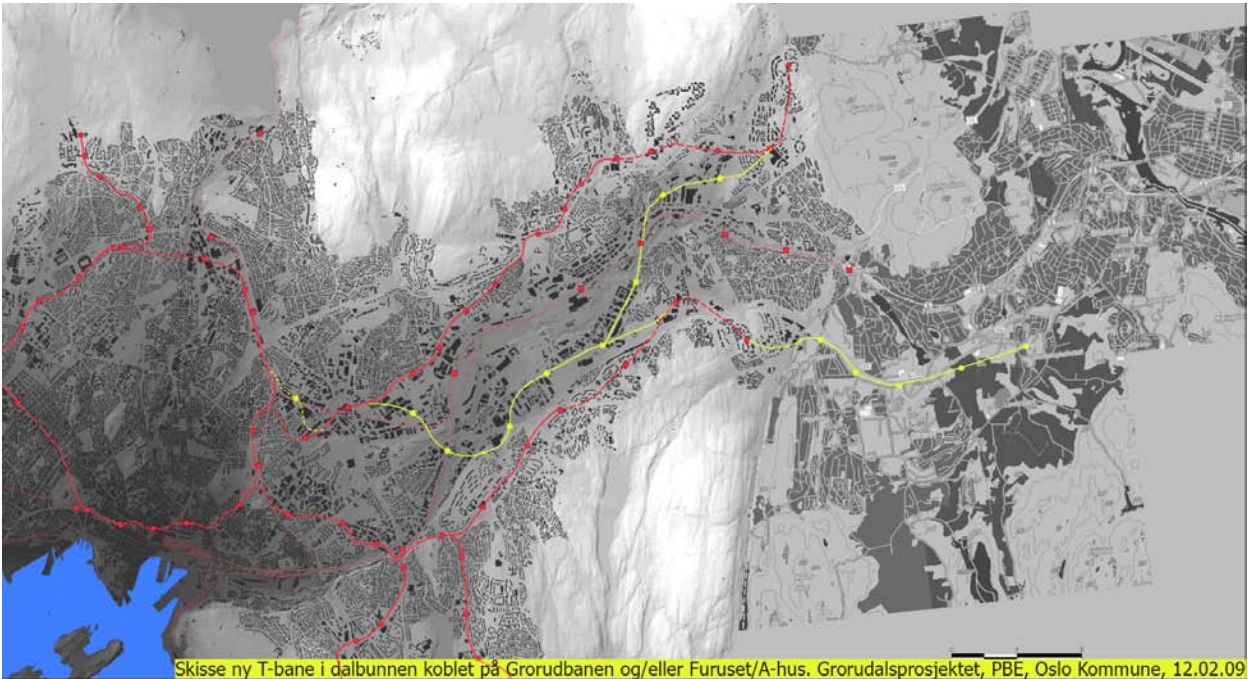 Skisse ny T-bane i dalbunnen koblet på Grorudbanen og/eller Furuset/A-hus. Grorudalsprosjektet, PBE, Oslo Kommune, 12.02.09